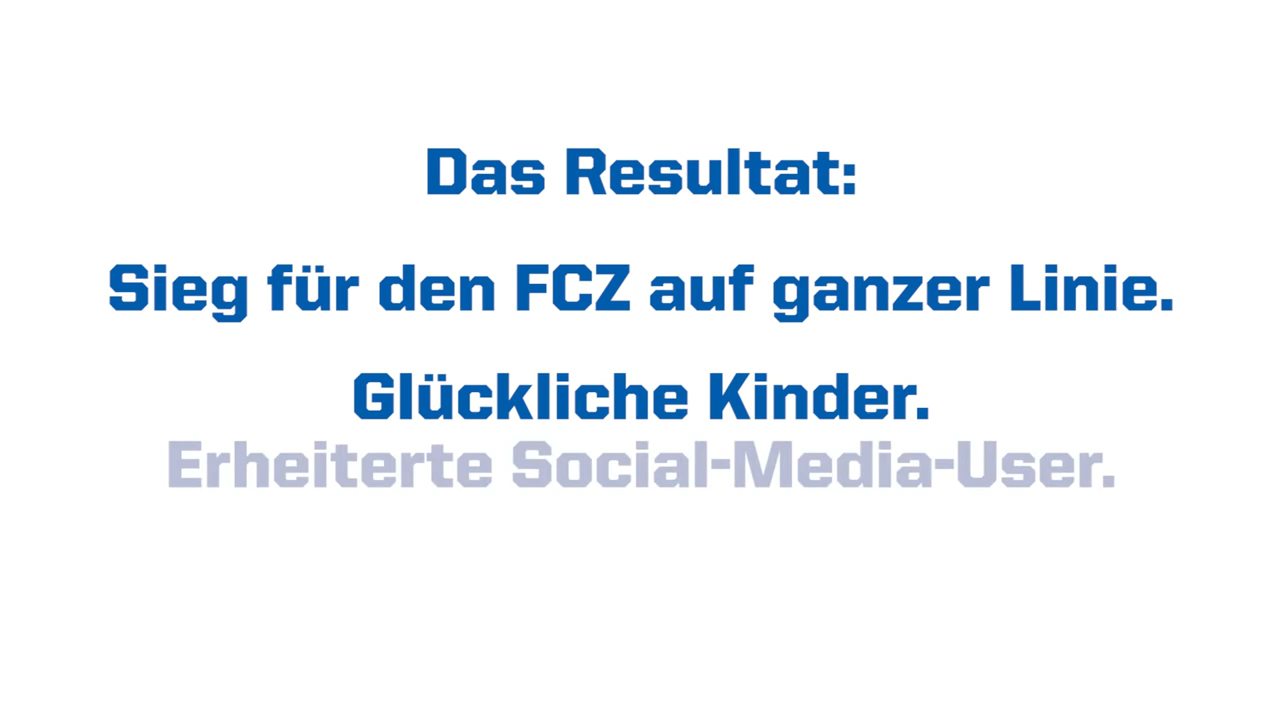 Das Resultat:
Sieg für den FCZ auf ganzer Linie.
Glückliche Kinder.
Erheiterte Social-Media-User.